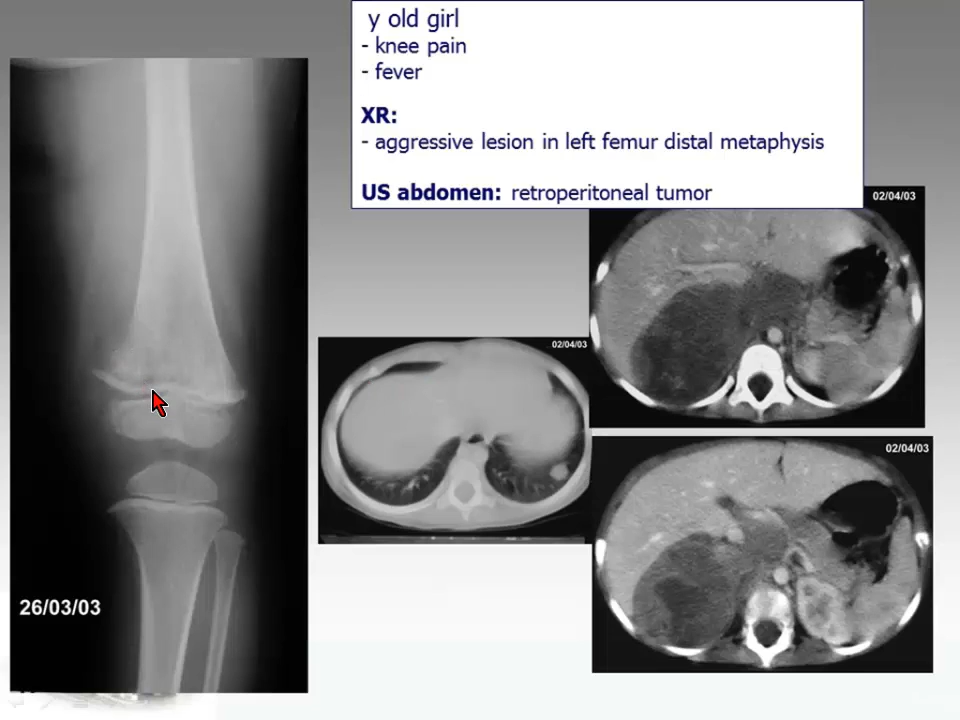 y old girl
- knee pain
- fever
XR:
- aggressive lesion in left femur distal metaphysis
US abdomen: retroperitoneal tumor
02/04/03
02/04/03
02/04/03
26/03/03